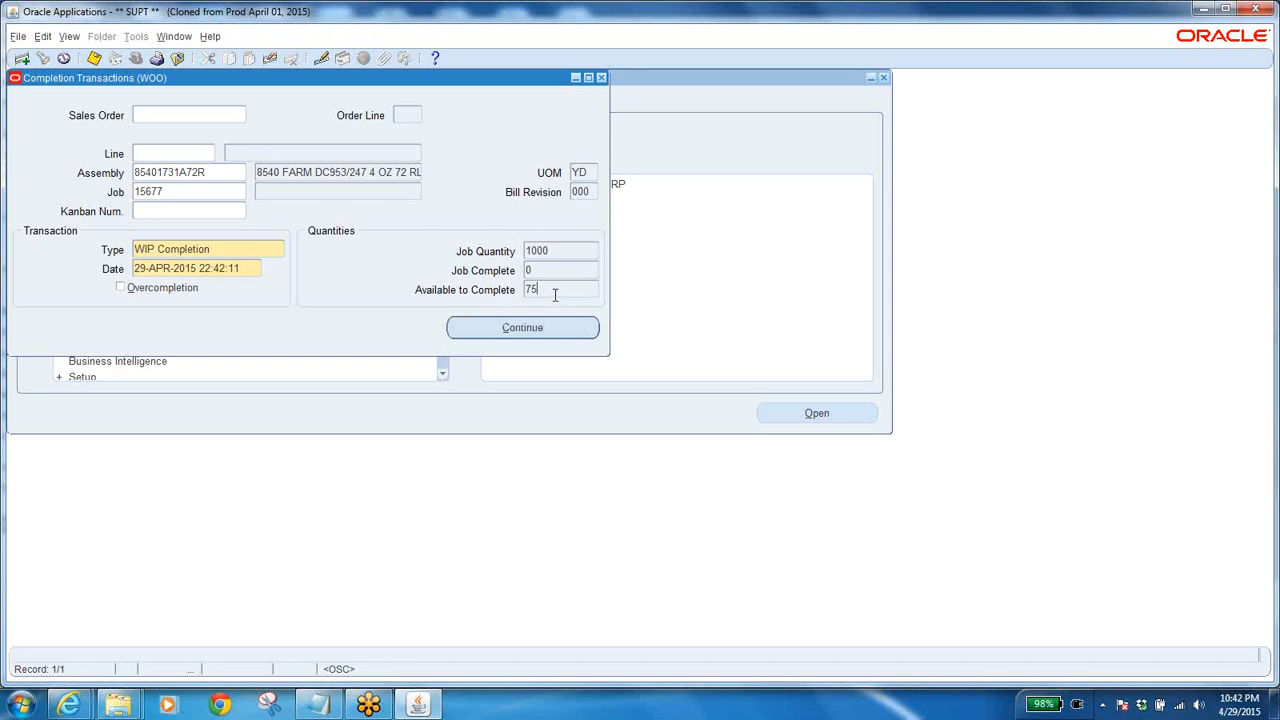 Oracle Applications - ** SUPT ** (Cloned from Prod April 01, 2015)
File Edit View Folder Tools Window Help
ORACLE
Completion Transactions (WOO)
Sales Order
Order Line
Line
Assembly 85401731A72R 8540 FARM DC953/247 4 OZ 72 RL UOM YD
Job 15677 Bill Revision 000
RP
Kanban Num.
Transaction
Quantities
Type WIP Completion
Job Quantity 1000
Date 29-APR-2015 22:42:11
Job Complete 0
Overcompletion
Available to Complete 75
Continue
Business Intelligence
+ Setup
Open
Record: 1/1 ... <OSC>
98%
10:42 PM
4/29/2015